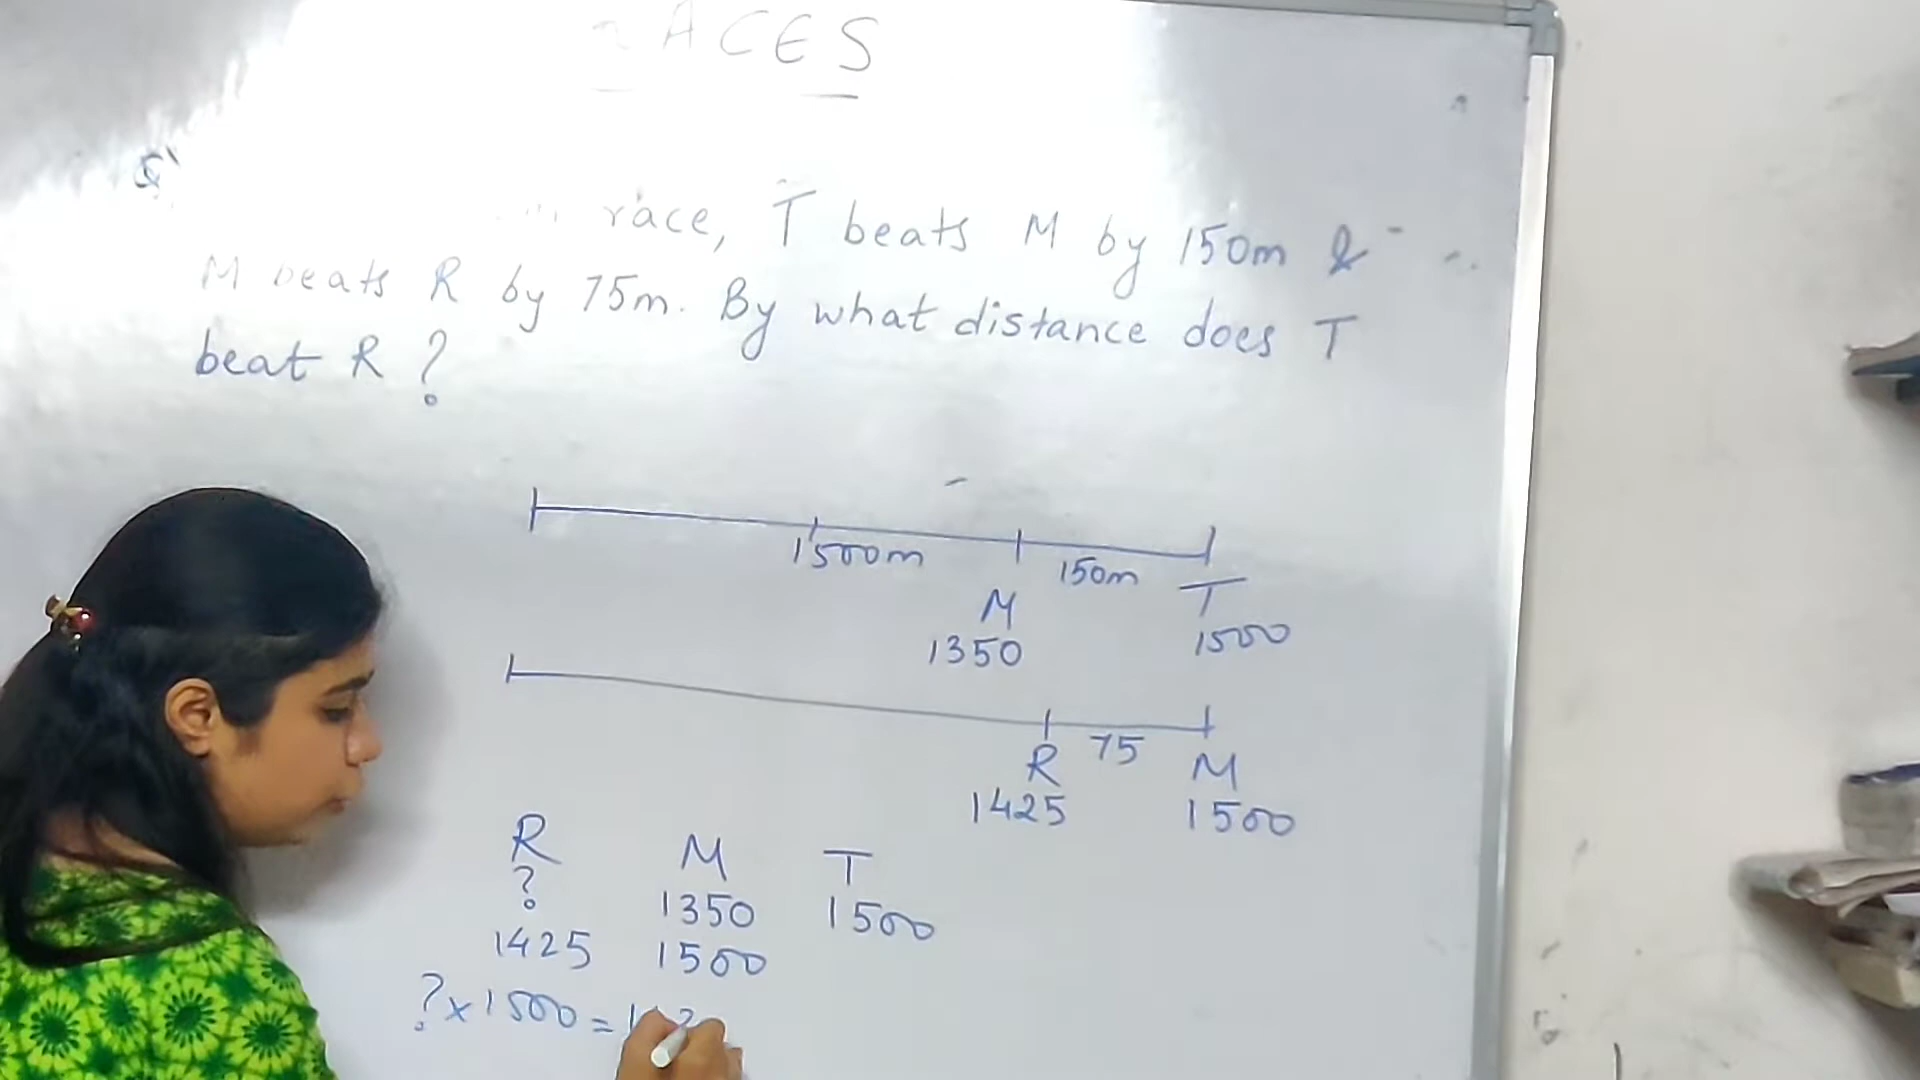 ACES
race, T beats M by 150m &
M beats R by 75m. By what distance does T
beat R ?
1500m 150m
M T
1350 1500
75
R M
1425 1500
R M T
? 1350 1500
1425 1500
? x 1500 =